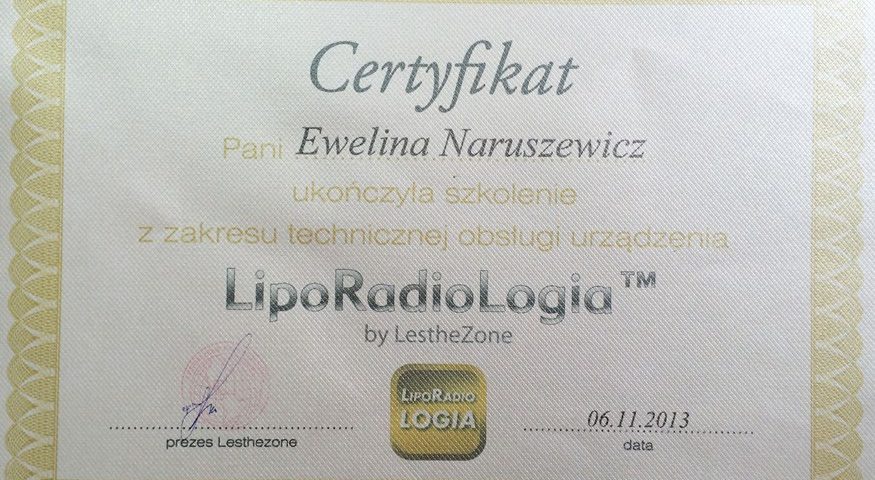 Certyfikat
Pani Ewelina Naruszewicz
ukończyła szkolenie
z zakresu technicznej obsługi urządzenia
LipoRadioLogia™
by LestheZone
LIPORADIO
LOGIA
06.11.2013
prezes Lesthezone
data